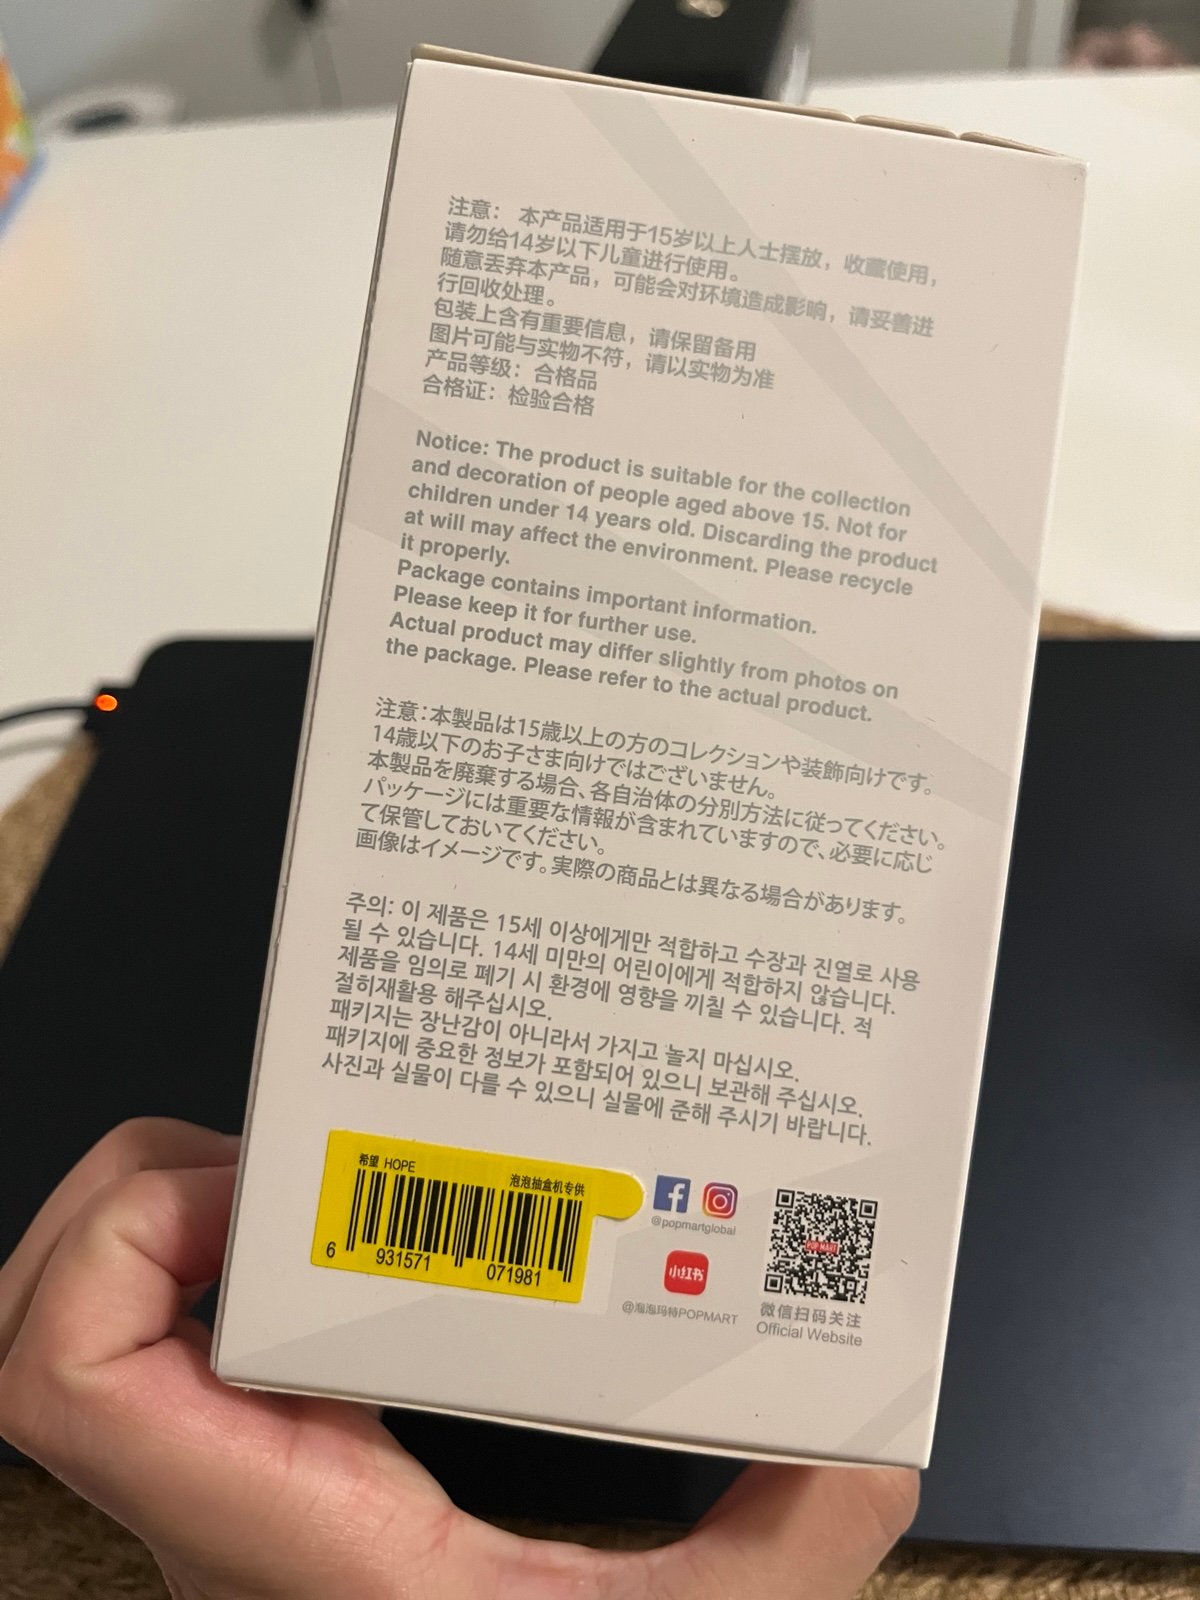 注意： 本产品适用于15岁以上人士摆放，收藏使用，
请勿给14岁以下儿童进行使用。
随意丢弃本产品，可能会对环境造成影响，请妥善进
行回收处理。
包装上含有重要信息，请保留备用
图片可能与实物不符，请以实物为准
产品等级：合格品
合格证：检验合格
Notice: The product is suitable for the collection
and decoration of people aged above 15. Not for
children under 14 years old. Discarding the product
at will may affect the environment. Please recycle
it properly.
Package contains important information.
Please keep it for further use.
Actual product may differ slightly from photos on
the package. Please refer to the actual product.
注意：本製品は15歳以上の方のコレクションや装飾向けです。
14歳以下のお子さま向けではございません。
本製品を廃棄する場合、各自治体の分別方法に従ってください。
パッケージには重要な情報が含まれていますので、必要に応じ
て保管しておいてください。
画像はイメージです。実際の商品とは異なる場合があります。
주의: 이 제품은 15세 이상에게만 적합하고 수장과 진열로 사용
될 수 있습니다. 14세 미만의 어린이에게 적합하지 않습니다.
제품을 임의로 폐기 시 환경에 영향을 끼칠 수 있습니다. 적
절히재활용 해주십시오.
패키지는 장난감이 아니라서 가지고 놀지 마십시오.
패키지에 중요한 정보가 포함되어 있으니 보관해 주십시오.
사진과 실물이 다를 수 있으니 실물에 준해 주시기 바랍니다.
希望 HOPE
泡泡抽盒机专供
6 931571 071981
@popmartglobal
小红书
@泡泡玛特POPMART
POP MART
微信扫码关注
Official Website